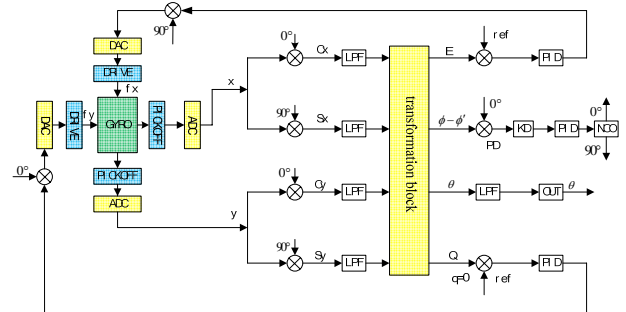 90°
DAC
DRIVE
fx
DAC
DRIVE
fy
GYRO
PICKOFF
ADC
x
0°
PICKOFF
ADC
y
0°
Cx
LPF
90°
Sx
LPF
0°
Cy
LPF
90°
Sy
LPF
transformation block
E
ref
PID
ϕ−ϕ′
0°
PD
KD
PID
NCO
0°
90°
θ
LPF
OUT
θ
Q
q=0
ref
PID